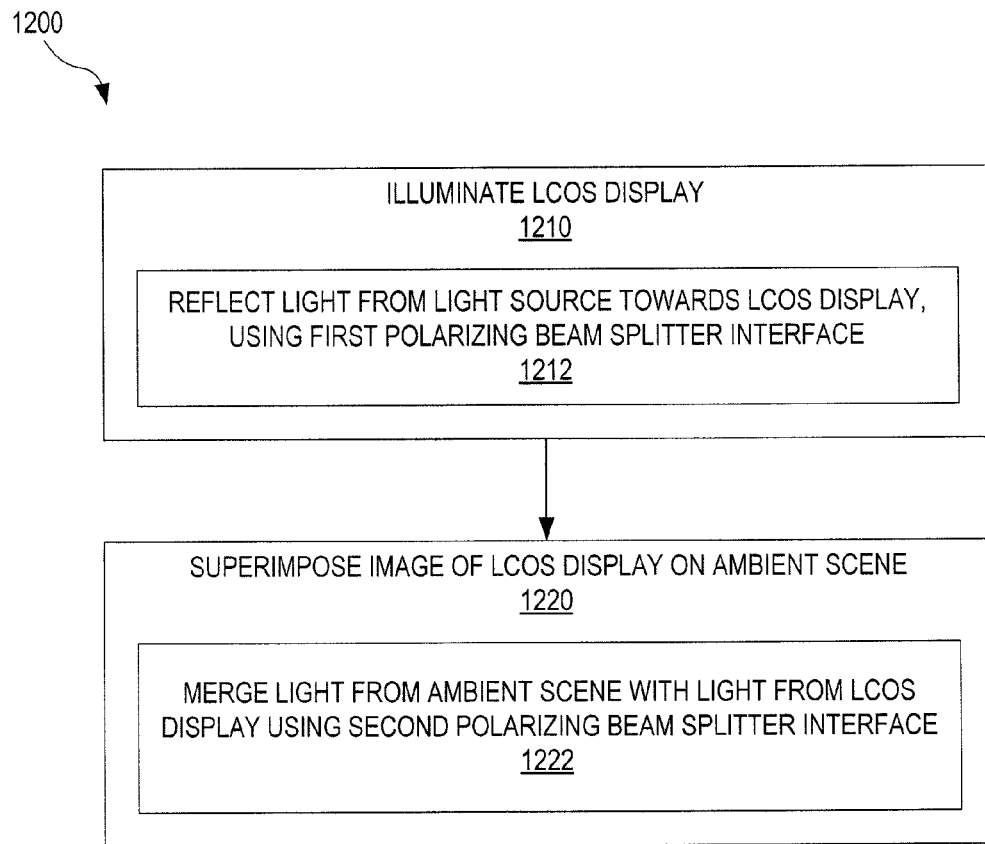 1200
ILLUMINATE LCOS DISPLAY
1210
REFLECT LIGHT FROM LIGHT SOURCE TOWARDS LCOS DISPLAY,
USING FIRST POLARIZING BEAM SPLITTER INTERFACE
1212
SUPERIMPOSE IMAGE OF LCOS DISPLAY ON AMBIENT SCENE
1220
MERGE LIGHT FROM AMBIENT SCENE WITH LIGHT FROM LCOS
DISPLAY USING SECOND POLARIZING BEAM SPLITTER INTERFACE
1222